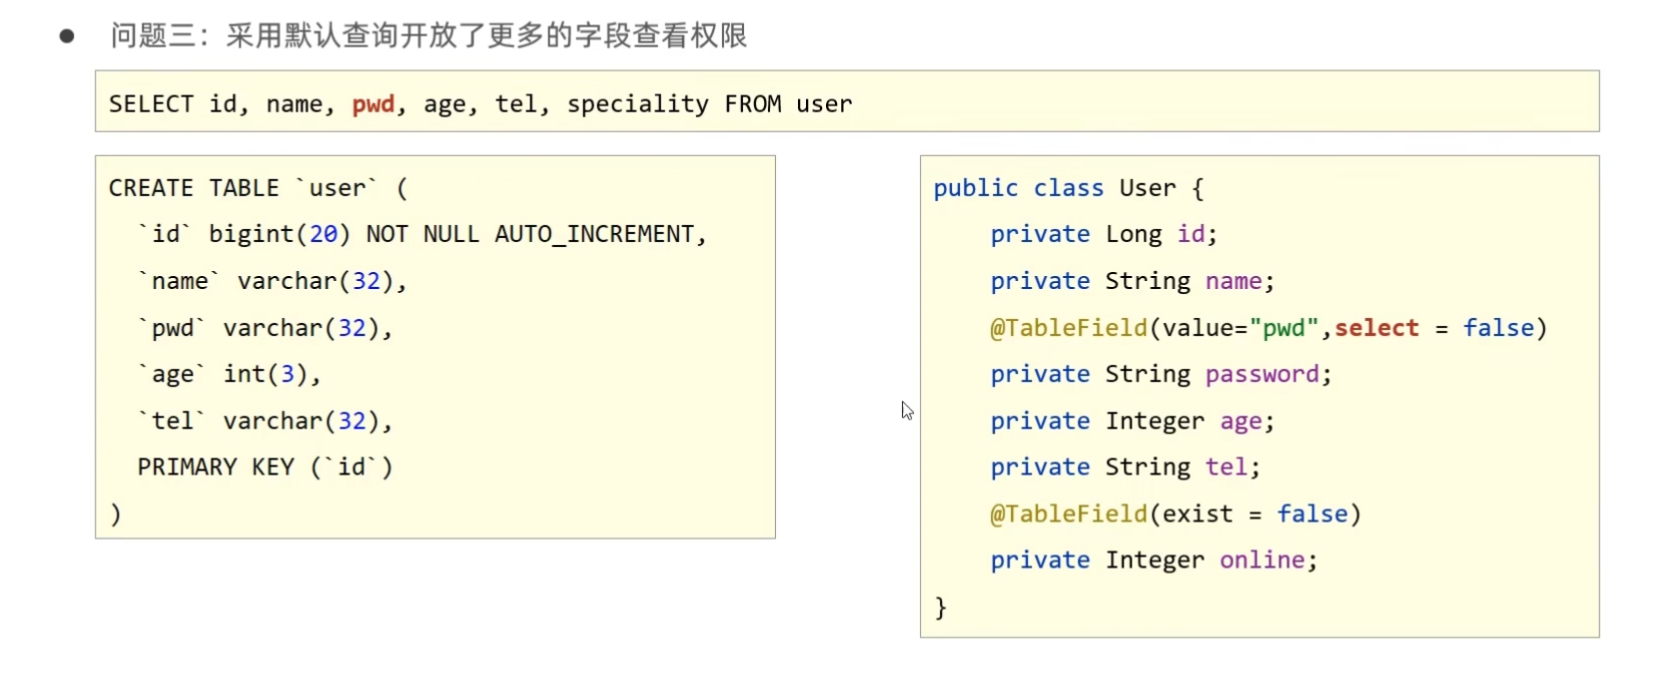 ● 问题三：采用默认查询开放了更多的字段查看权限
SELECT id, name, pwd, age, tel, speciality FROM user
CREATE TABLE `user` (
`id` bigint(20) NOT NULL AUTO_INCREMENT,
`name` varchar(32),
`pwd` varchar(32),
`age` int(3),
`tel` varchar(32),
PRIMARY KEY (`id`)
)
public class User {
private Long id;
private String name;
@TableField(value="pwd",select = false)
private String password;
private Integer age;
private String tel;
@TableField(exist = false)
private Integer online;
}